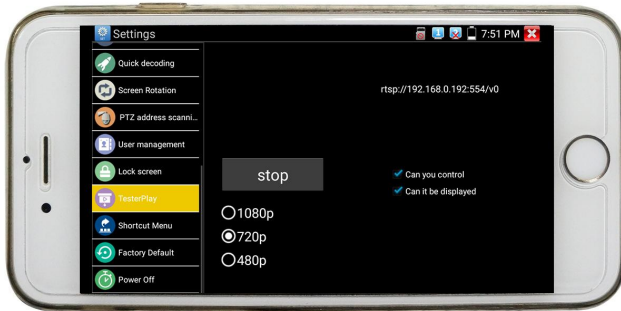 Settings
7:51 PM
Quick decoding
Screen Rotation
PTZ address scanni...
User management
Lock screen
TesterPlay
Shortcut Menu
Factory Default
Power Off
rtsp://192.168.0.192:554/v0
stop
Can you control
Can it be displayed
1080p
720p
480p